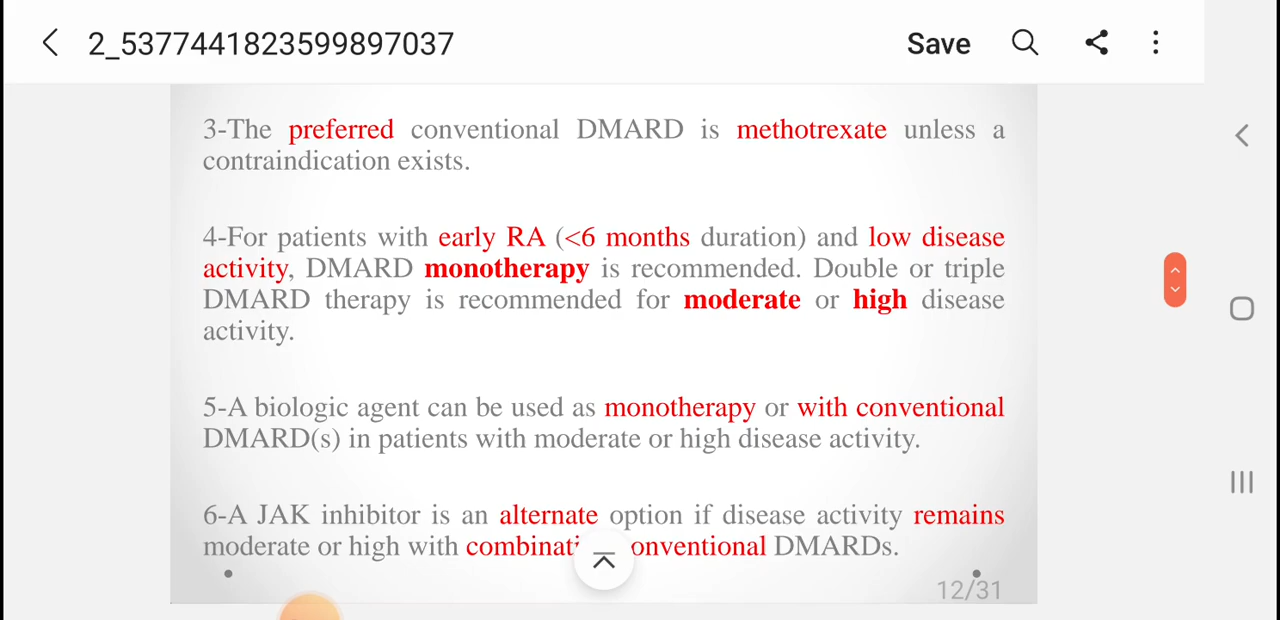 2_5377441823599897037
Save
3-The preferred conventional DMARD is methotrexate unless a
contraindication exists.
4-For patients with early RA (<6 months duration) and low disease
activity, DMARD monotherapy is recommended. Double or triple
DMARD therapy is recommended for moderate or high disease
activity.
5-A biologic agent can be used as monotherapy or with conventional
DMARD(s) in patients with moderate or high disease activity.
6-A JAK inhibitor is an alternate option if disease activity remains
moderate or high with DMARDs.
12/31